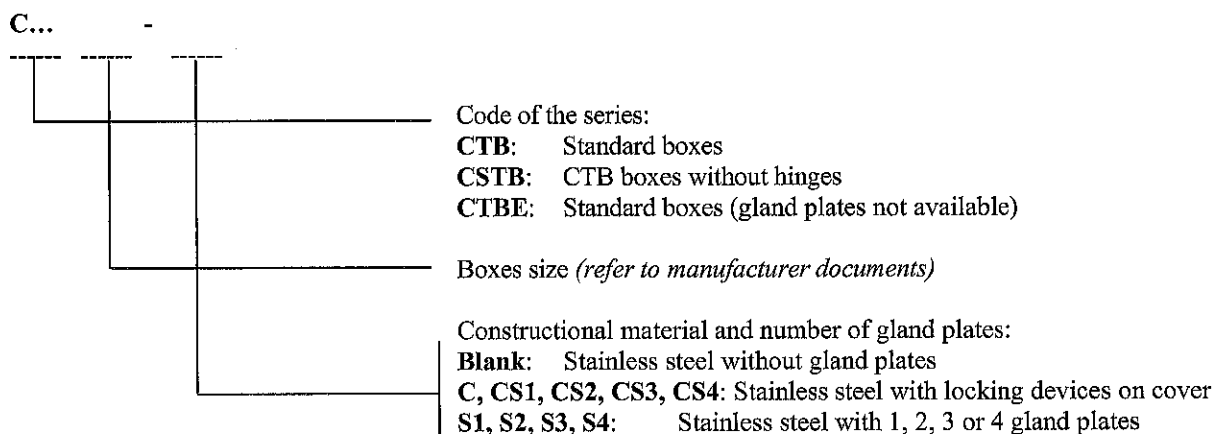 C... -
Code of the series:
CTB: Standard boxes
CSTB: CTB boxes without hinges
CTBE: Standard boxes (gland plates not available)
Boxes size (refer to manufacturer documents)
Constructional material and number of gland plates:
Blank: Stainless steel without gland plates
C, CS1, CS2, CS3, CS4: Stainless steel with locking devices on cover
S1, S2, S3, S4: Stainless steel with 1, 2, 3 or 4 gland plates